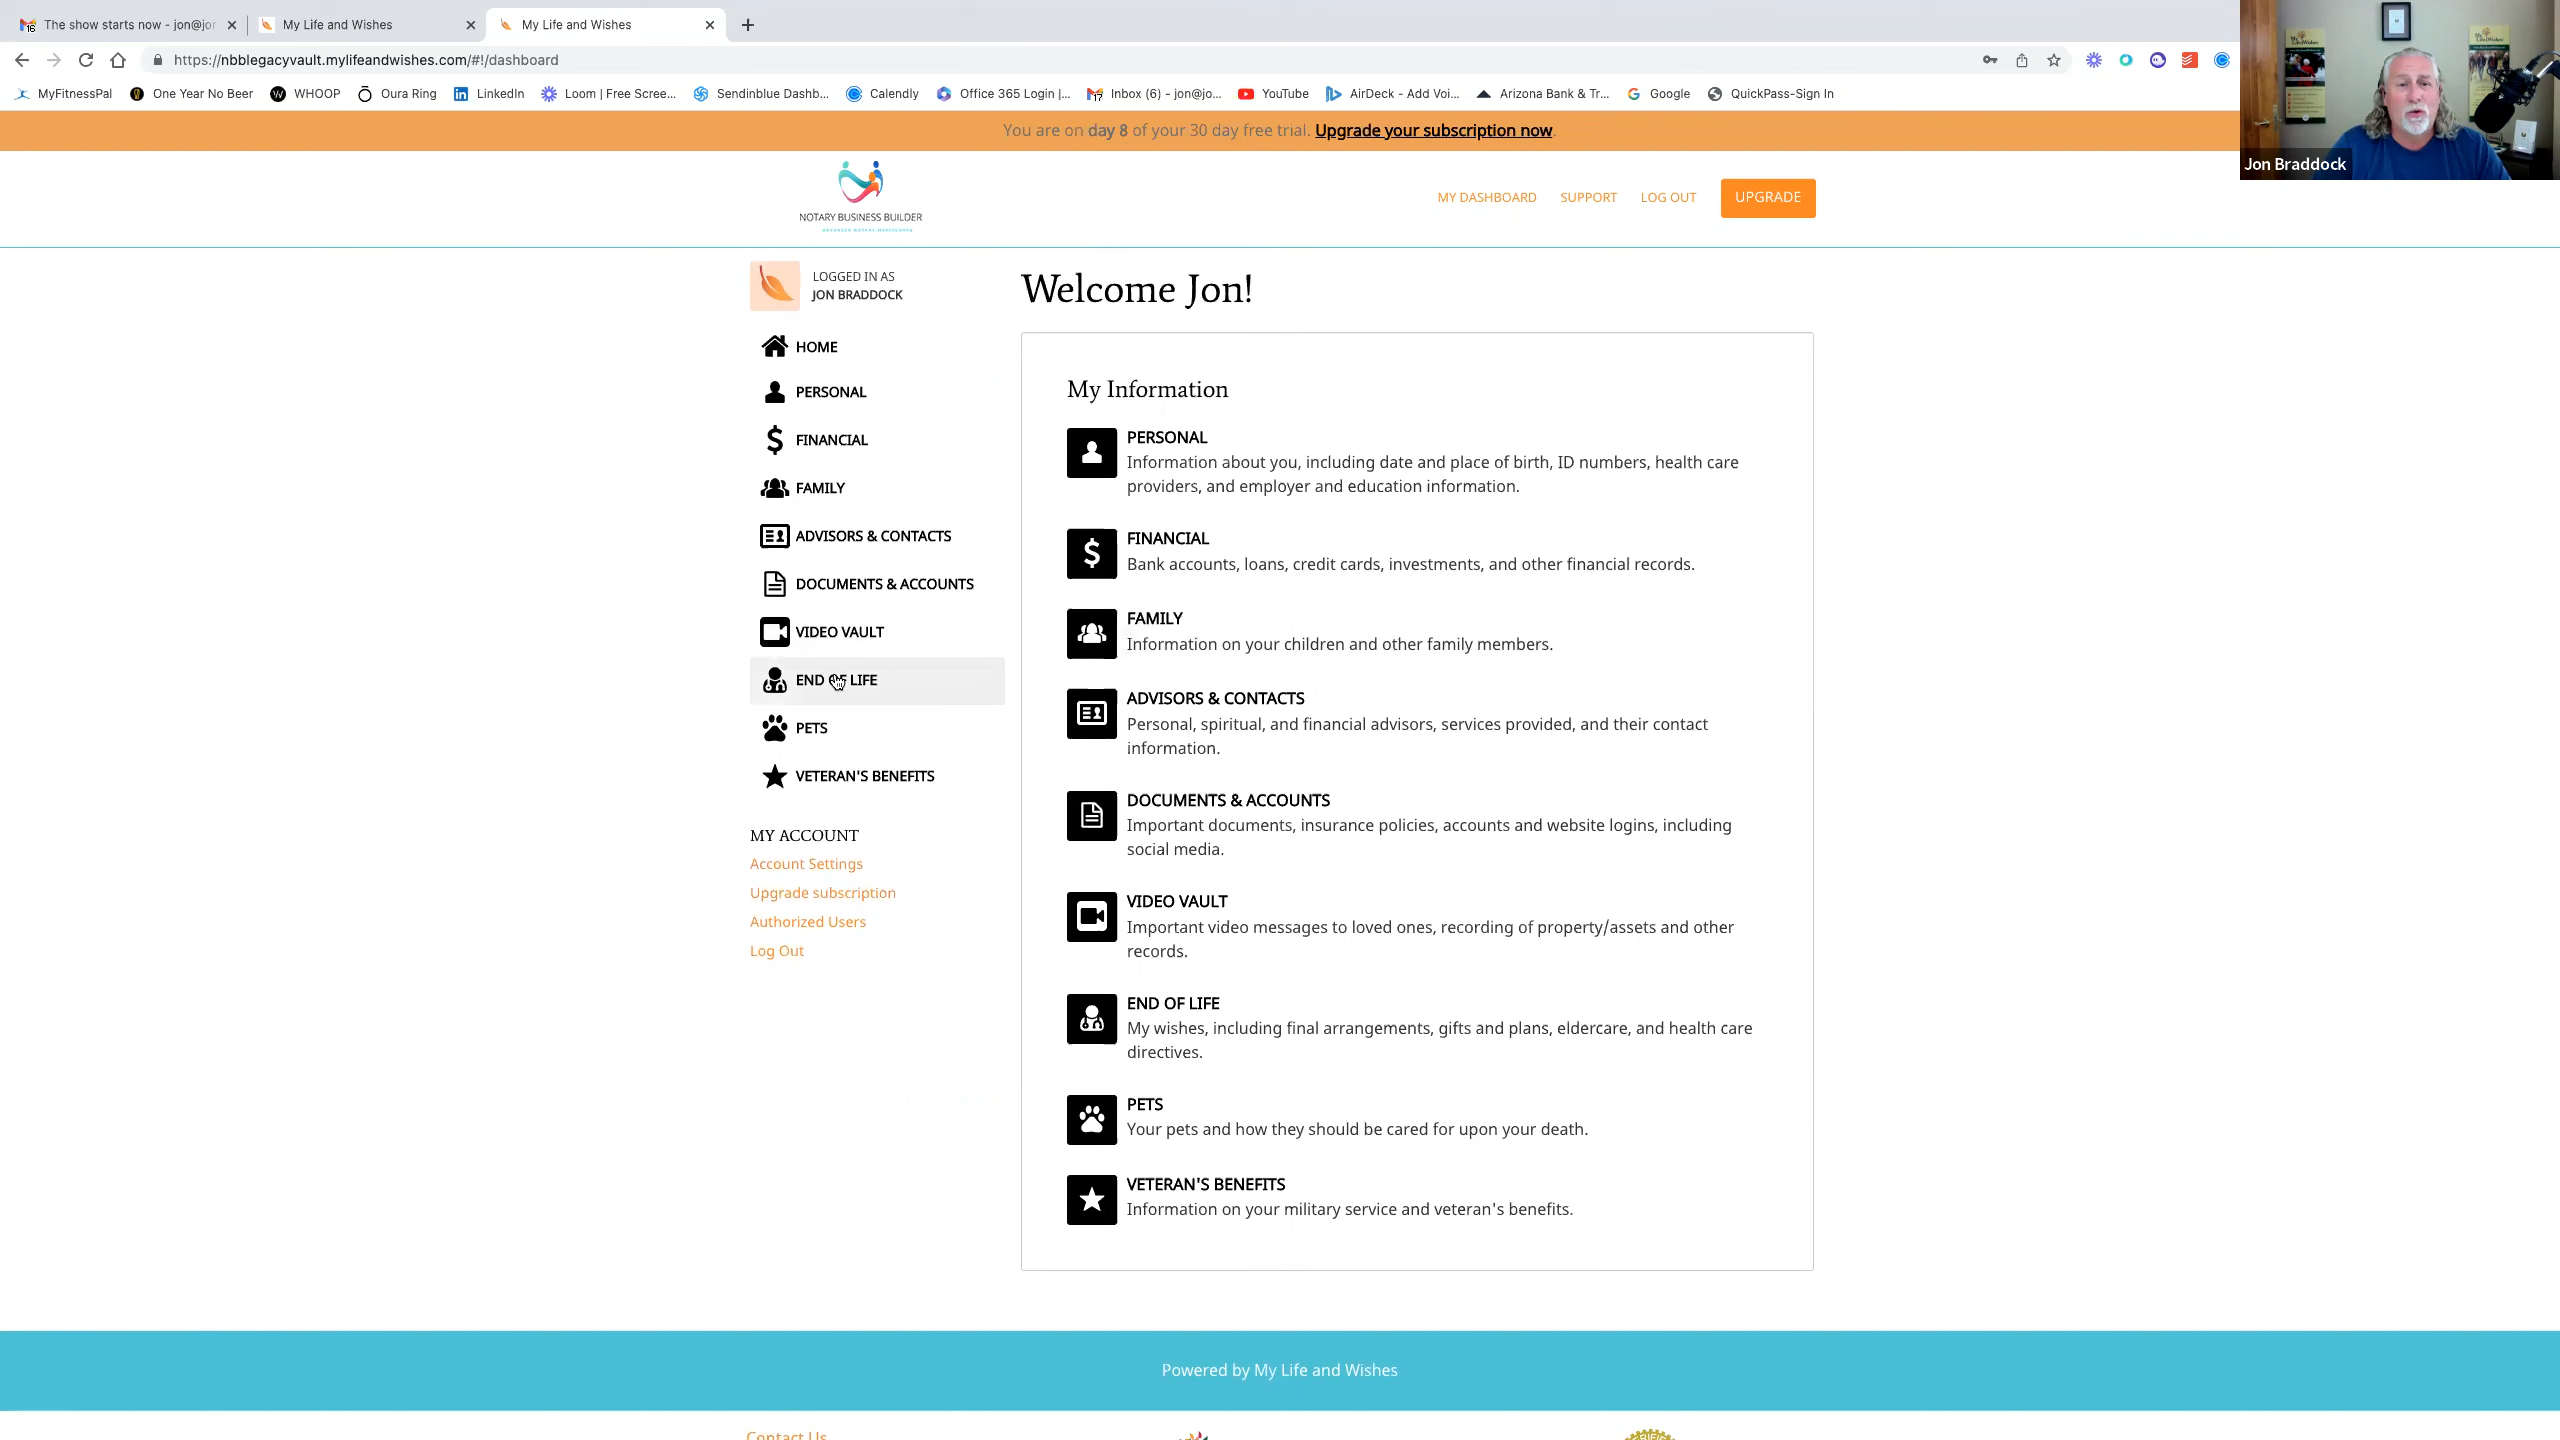 The show starts now - jon@jor
My Life and Wishes
My Life and Wishes
https://nbblegacyvault.mylifeandwishes.com/#!/dashboard
MyFitnessPal
One Year No Beer
WHOOP
Oura Ring
LinkedIn
Loom | Free Scree...
Sendinblue Dashb...
Calendly
Office 365 Login |...
Inbox (6) - jon@jo...
YouTube
AirDeck - Add Voi...
Arizona Bank & Tr...
Google
QuickPass-Sign In
Jon Braddock
You are on day 8 of your 30 day free trial. Upgrade your subscription now.
NOTARY BUSINESS BUILDER
MY DASHBOARD
SUPPORT
LOG OUT
UPGRADE
LOGGED IN AS
JON BRADDOCK
HOME
PERSONAL
FINANCIAL
FAMILY
ADVISORS & CONTACTS
DOCUMENTS & ACCOUNTS
VIDEO VAULT
END OF LIFE
PETS
VETERAN'S BENEFITS
MY ACCOUNT
Account Settings
Upgrade subscription
Authorized Users
Log Out
Welcome Jon!
My Information
PERSONAL
Information about you, including date and place of birth, ID numbers, health care
providers, and employer and education information.
FINANCIAL
Bank accounts, loans, credit cards, investments, and other financial records.
FAMILY
Information on your children and other family members.
ADVISORS & CONTACTS
Personal, spiritual, and financial advisors, services provided, and their contact
information.
DOCUMENTS & ACCOUNTS
Important documents, insurance policies, accounts and website logins, including
social media.
VIDEO VAULT
Important video messages to loved ones, recording of property/assets and other
records.
END OF LIFE
My wishes, including final arrangements, gifts and plans, eldercare, and health care
directives.
PETS
Your pets and how they should be cared for upon your death.
VETERAN'S BENEFITS
Information on your military service and veteran's benefits.
Powered by My Life and Wishes
Contact Us